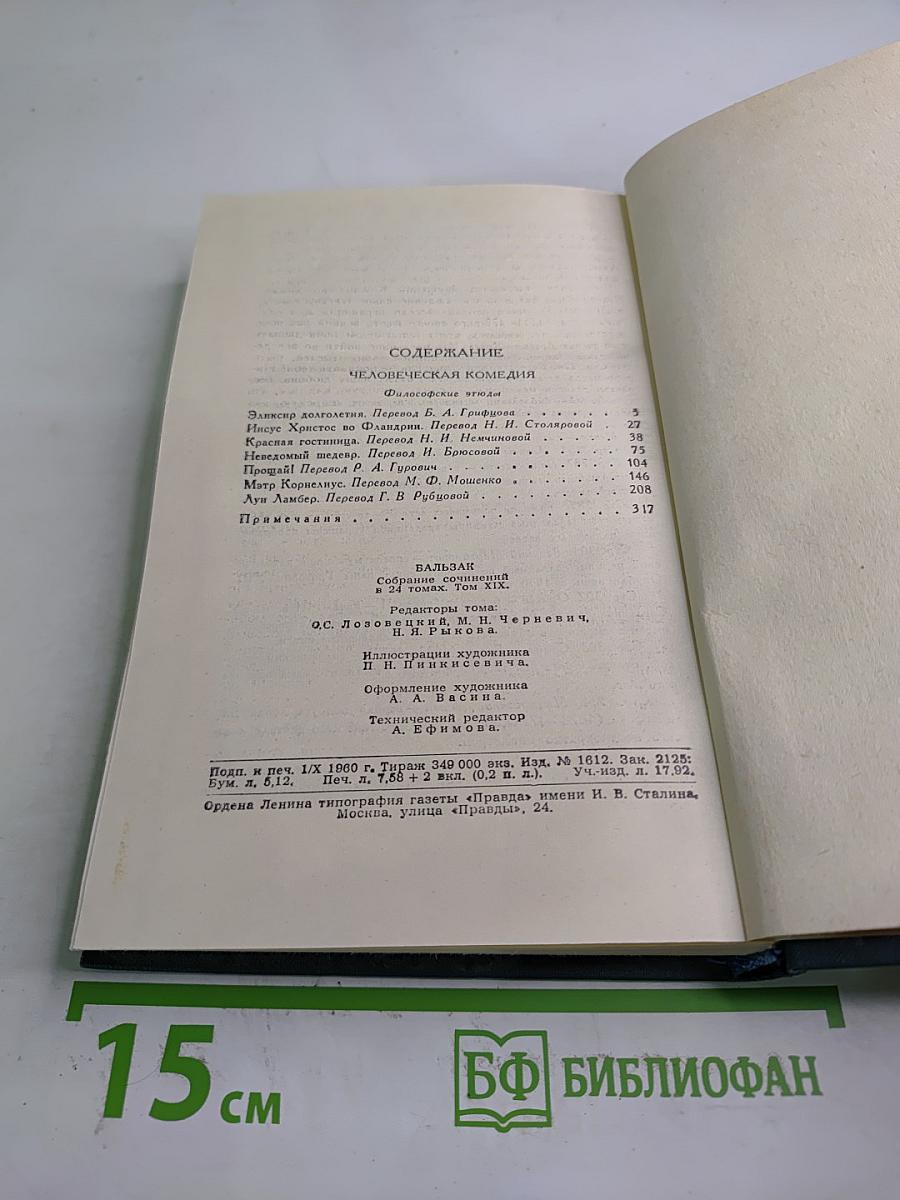 СОДЕРЖАНИЕ
ЧЕЛОВЕЧЕСКАЯ КОМЕДИЯ
Философские этюды
Эликсир долголетия. Перевод Б. А. Грифцова . . . . . . 5
Иисус Христос во Фландрии. Перевод Н. И. Столяровой . 27
Красная гостиница. Перевод Н. И. Немчиновой . . . . . 38
Неведомый шедевр. Перевод И. Брюсовой . . . . . . . 75
Прощай! Перевод Р. А. Гурович . . . . . . . . . . 104
Мэтр Корнелиус. Перевод М. Ф. Мошенко . . . . . . . 146
Луи Ламбер. Перевод Г. В Рубцовой . . . . . . . . . 208
Примечания . . . . . . . . . . . . . . . . . 317
БАЛЬЗАК
Собрание сочинений
в 24 томах. Том XIX.
Редакторы тома:
О.С. Лозовецкий, М. Н. Черневич,
Н. Я. Рыкова.
Иллюстрации художника
П. Н. Пинкисевича.
Оформление художника
А. А. Васина.
Технический редактор
А. Ефимова.
Подп. к печ. 1/X 1960 г. Тираж 349 000 экз. Изд. № 1612. Зак. 2125:
Бум. л. 5,12. Печ. л. 7,58 + 2 вкл. (0,2 п. л.). Уч.-изд. л. 17,92.
Ордена Ленина типография газеты «Правда» имени И. В. Сталина.
Москва, улица «Правды», 24.
15 см
БФ БИБЛИОФАН